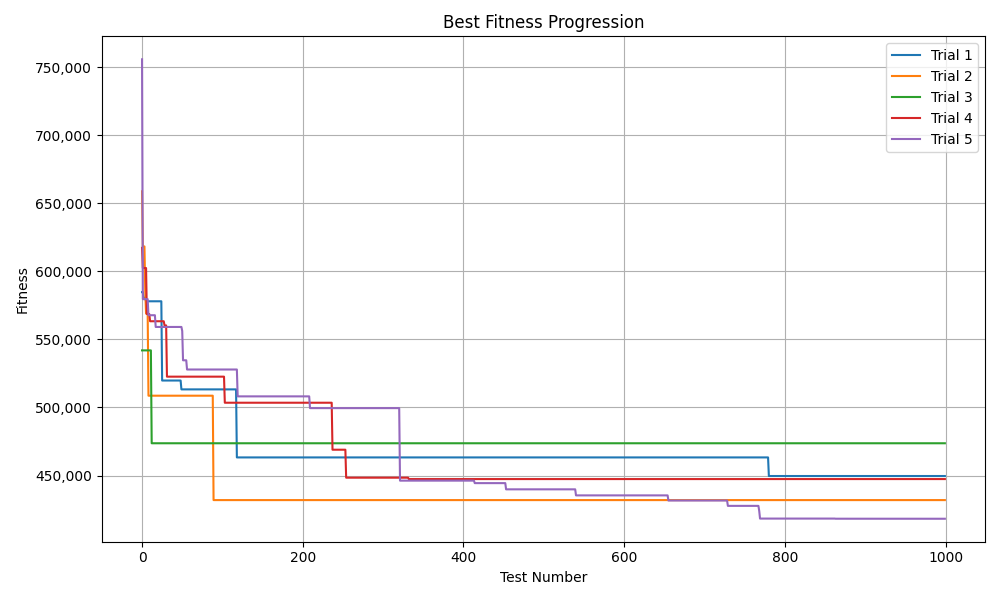 Best Fitness Progression
Trial 1
Trial 2
Trial 3
Trial 4
Trial 5
Fitness
750,000
700,000
650,000
600,000
550,000
500,000
450,000
0 200 400 600 800 1000
Test Number